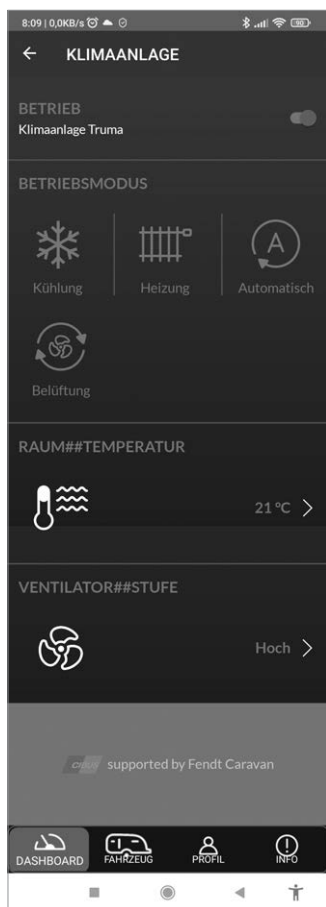 8:09 | 0,0KB/s
90
KLIMAANLAGE
BETRIEB
Klimaanlage Truma
BETRIEBSMODUS
Kühlung Heizung Automatisch
A
Belüftung
RAUM##TEMPERATUR
21 °C
VENTILATOR##STUFE
Hoch
supported by Fendt Caravan
DASHBOARD FAHRZEUG PROFIL INFO